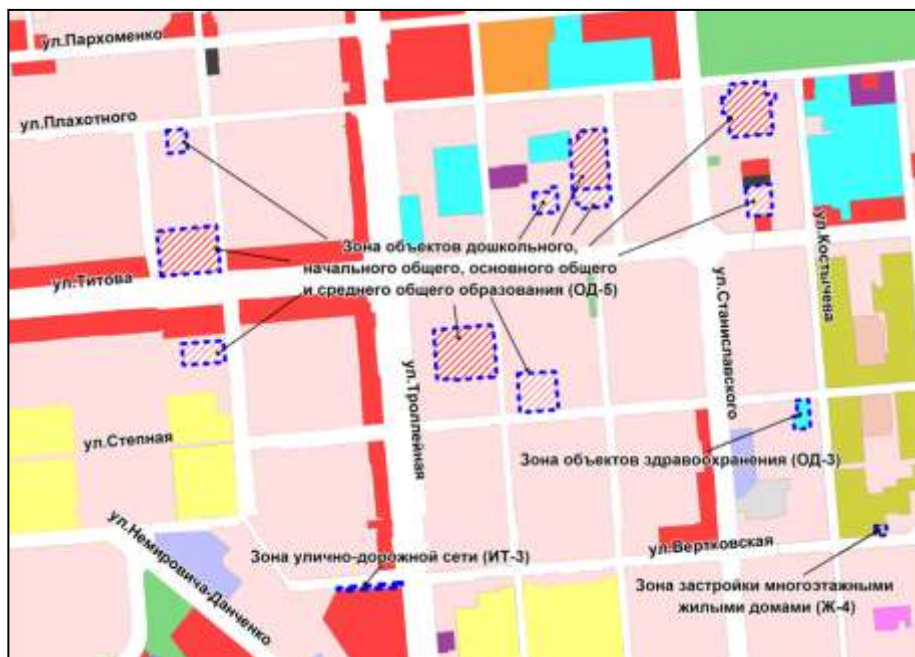 ул.Пархоменко
ул.Плахотного
ул.Титова
Зона объектов дошкольного,
начального общего, основного общего
и среднего общего образования (ОД-5)
ул.Костычева
ул.Станиславского
ул.Троллейная
ул.Степная
Зона объектов здравоохранения (ОД-3)
ул.Немировича-Данченко
Зона улично-дорожной сети (ИТ-3)
ул.Вертковская
Зона застройки многоэтажными
жилыми домами (Ж-4)